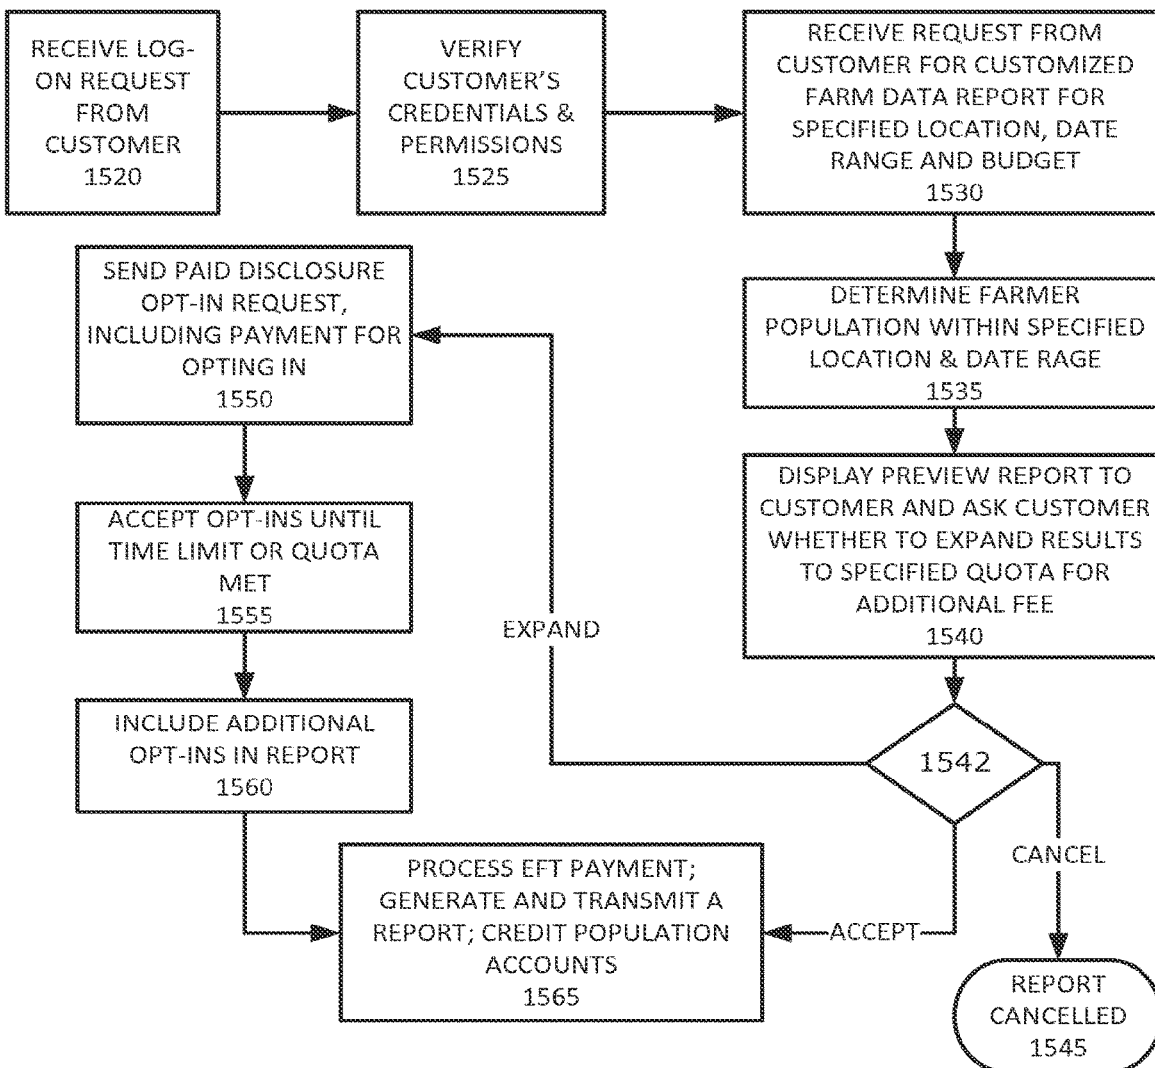 RECEIVE LOG-
ON REQUEST
FROM
CUSTOMER
1520
VERIFY
CUSTOMER'S
CREDENTIALS &
PERMISSIONS
1525
RECEIVE REQUEST FROM
CUSTOMER FOR CUSTOMIZED
FARM DATA REPORT FOR
SPECIFIED LOCATION, DATE
RANGE AND BUDGET
1530
DETERMINE FARMER
POPULATION WITHIN SPECIFIED
LOCATION & DATE RAGE
1535
DISPLAY PREVIEW REPORT TO
CUSTOMER AND ASK CUSTOMER
WHETHER TO EXPAND RESULTS
TO SPECIFIED QUOTA FOR
ADDITIONAL FEE
1540
1542
EXPAND
SEND PAID DISCLOSURE
OPT-IN REQUEST,
INCLUDING PAYMENT FOR
OPTING IN
1550
ACCEPT OPT-INS UNTIL
TIME LIMIT OR QUOTA
MET
1555
INCLUDE ADDITIONAL
OPT-INS IN REPORT
1560
ACCEPT
PROCESS EFT PAYMENT;
GENERATE AND TRANSMIT A
REPORT; CREDIT POPULATION
ACCOUNTS
1565
CANCEL
REPORT
CANCELLED
1545